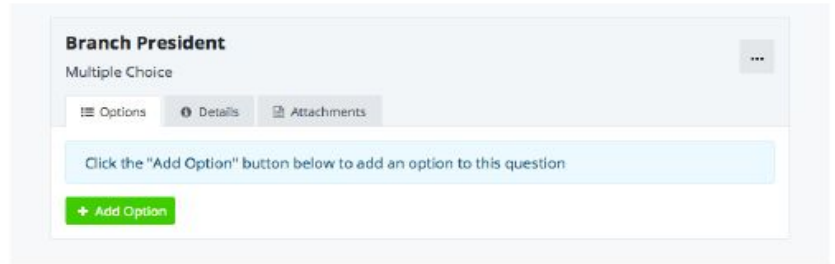 Branch President
...
Multiple Choice
Options Details Attachments
Click the "Add Option" button below to add an option to this question
+ Add Option